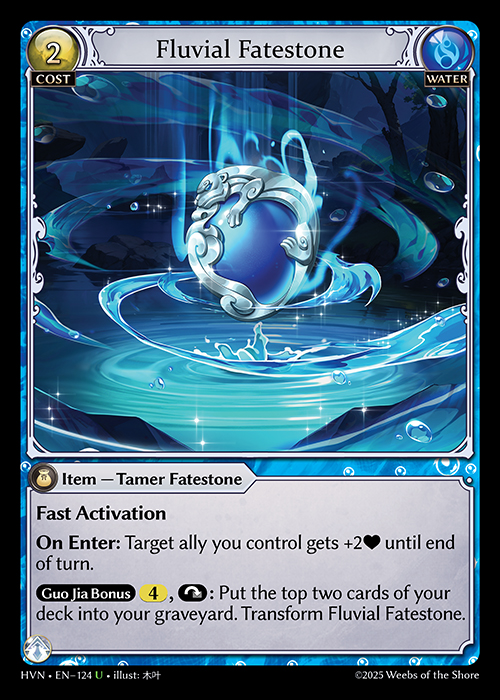 2
Fluvial Fatestone
COST
WATER
Item — Tamer Fatestone
Fast Activation
On Enter: Target ally you control gets +2♥ until end
of turn.
Guo Jia Bonus 4 , : Put the top two cards of your
deck into your graveyard. Transform Fluvial Fatestone.
HVN • EN–124 U • illust: 木叶
©2025 Weebs of the Shore